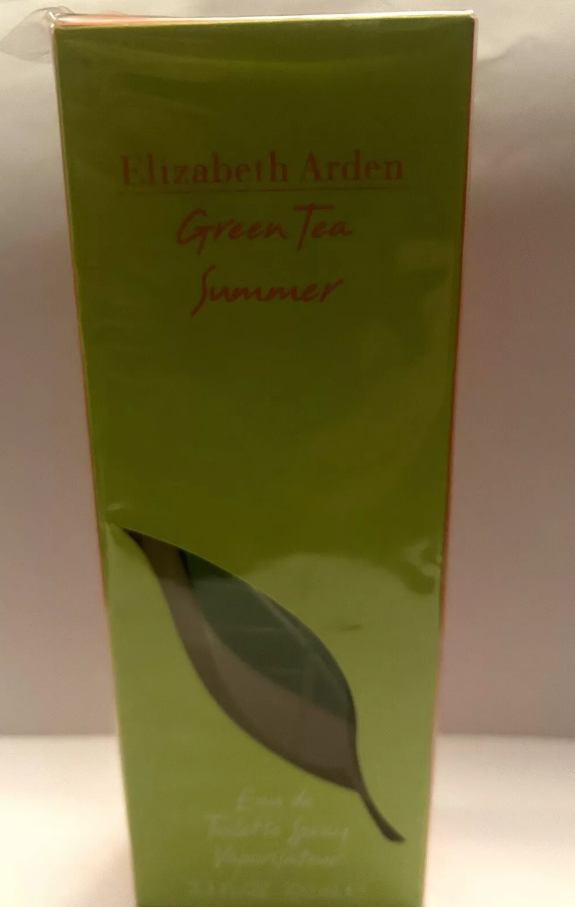 Elizabeth Arden
Green Tea
Summer
Eau de
Toilette Spray
Vaporisateur